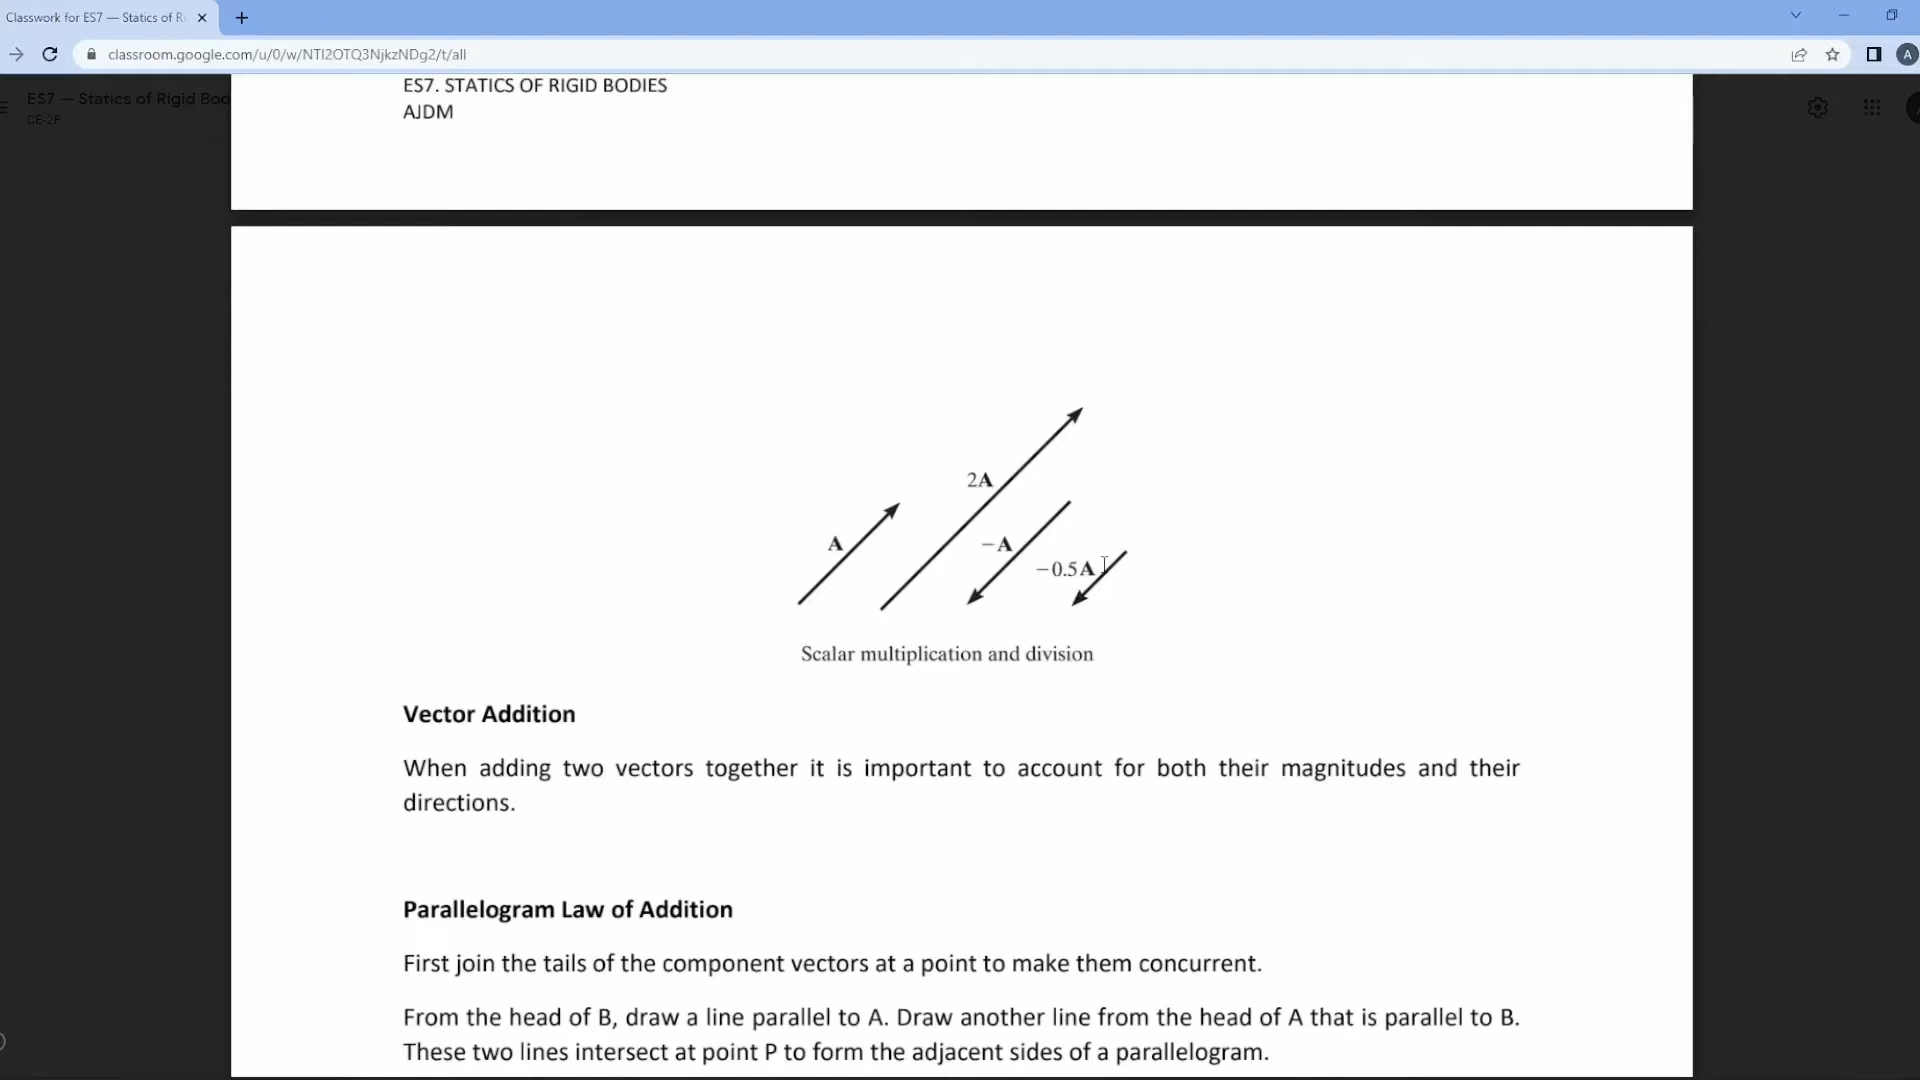 Classwork for ES7 — Statics of Ri
classroom.google.com/u/0/w/NTI2OTQ3NjkzNDg2/t/all
A
ES7 — Statics of Rigid Bod
CE-2F
ES7. STATICS OF RIGID BODIES
AJDM
2A
A
−A
−0.5A
Scalar multiplication and division
Vector Addition
When adding two vectors together it is important to account for both their magnitudes and their
directions.
Parallelogram Law of Addition
First join the tails of the component vectors at a point to make them concurrent.
From the head of B, draw a line parallel to A. Draw another line from the head of A that is parallel to B.
These two lines intersect at point P to form the adjacent sides of a parallelogram.